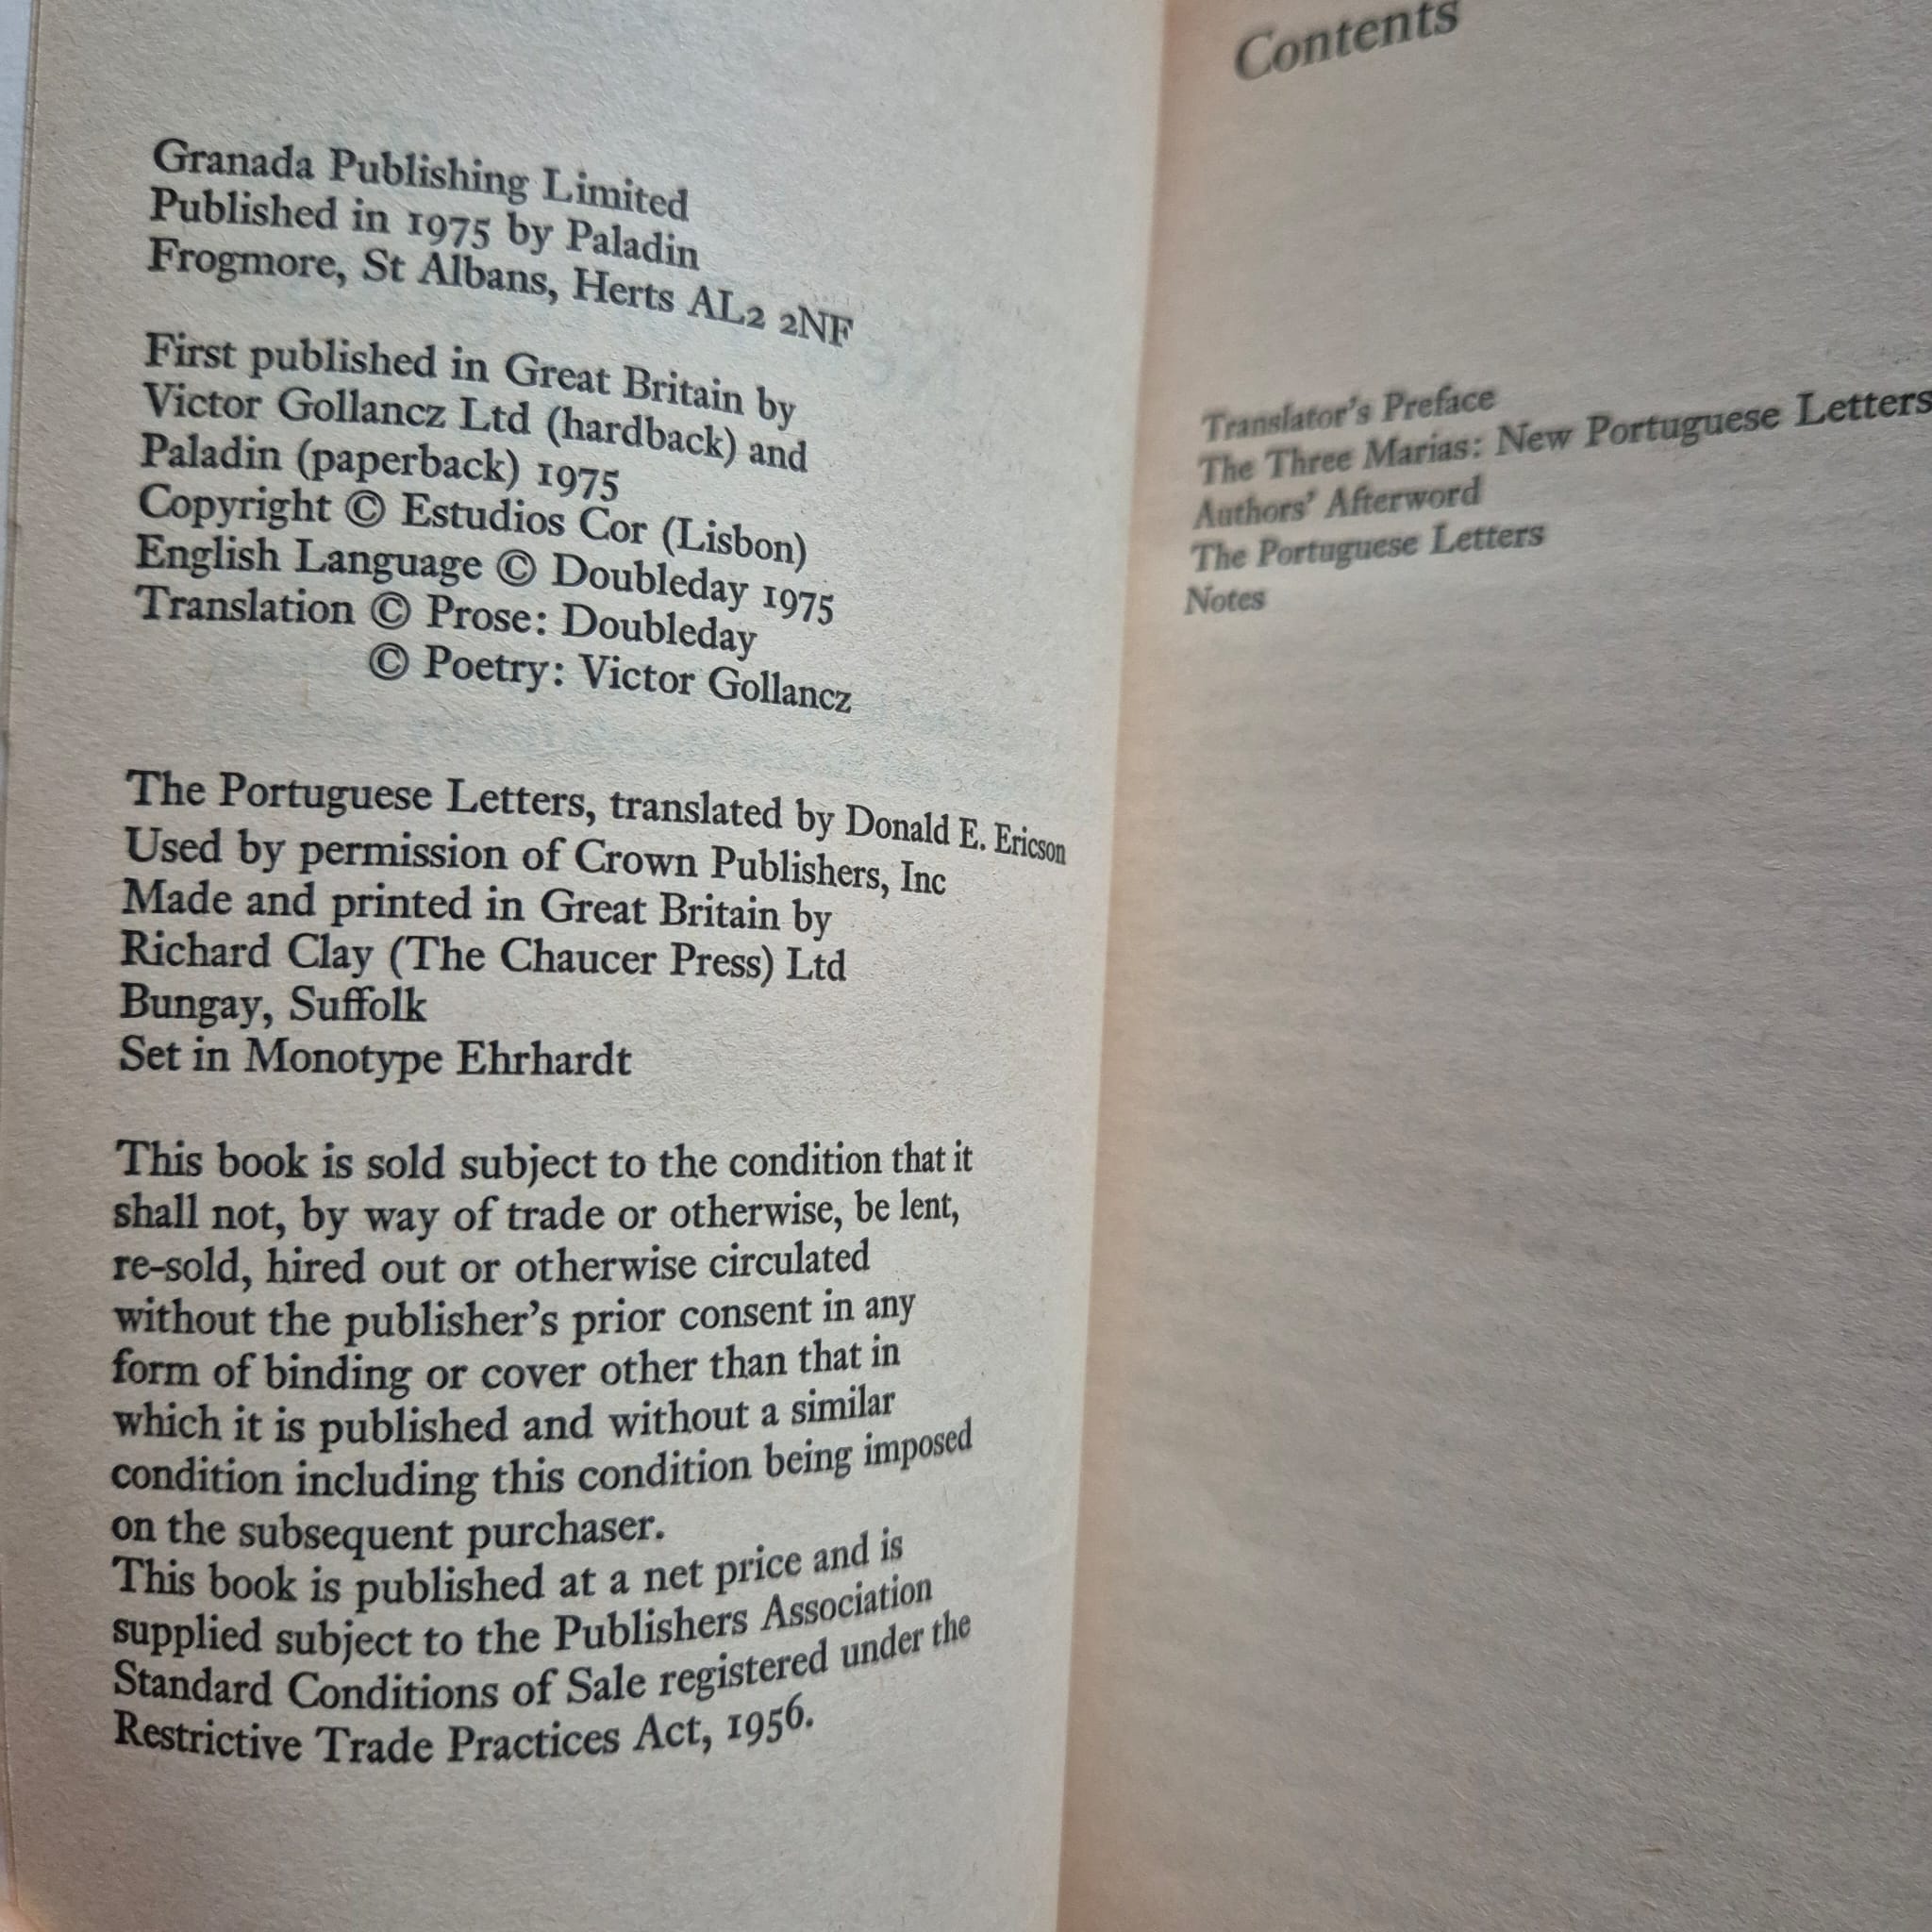 Granada Publishing Limited
Published in 1975 by Paladin
Frogmore, St Albans, Herts AL2 2NF
First published in Great Britain by
Victor Gollancz Ltd (hardback) and
Paladin (paperback) 1975
Copyright © Estudios Cor (Lisbon)
English Language © Doubleday 1975
Translation © Prose: Doubleday
© Poetry: Victor Gollancz
The Portuguese Letters, translated by Donald E. Ericson
Used by permission of Crown Publishers, Inc
Made and printed in Great Britain by
Richard Clay (The Chaucer Press) Ltd
Bungay, Suffolk
Set in Monotype Ehrhardt
This book is sold subject to the condition that it
shall not, by way of trade or otherwise, be lent,
re-sold, hired out or otherwise circulated
without the publisher's prior consent in any
form of binding or cover other than that in
which it is published and without a similar
condition including this condition being imposed
on the subsequent purchaser.
This book is published at a net price and is
supplied subject to the Publishers Association
Standard Conditions of Sale registered under the
Restrictive Trade Practices Act, 1956.
Contents
Translator's Preface
The Three Marias: New Portuguese Letters
Authors' Afterword
The Portuguese Letters
Notes